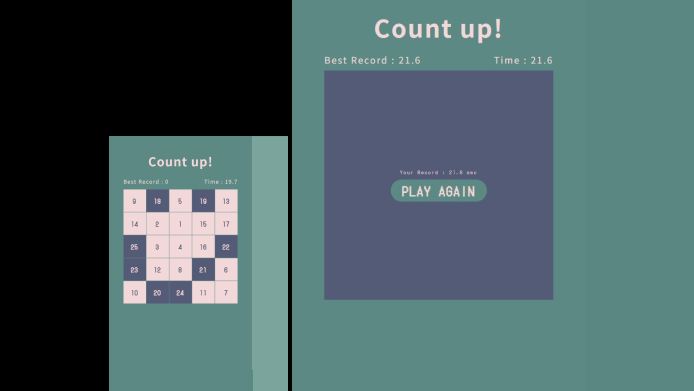 Count up!
Best Record : 0 Time : 19.7
9 18 5 19 13
14 2 1 15 17
25 3 4 16 22
23 12 8 21 6
10 20 24 11 7
Count up!
Best Record : 21.6 Time : 21.6
Your Record : 21.6 sec
PLAY AGAIN